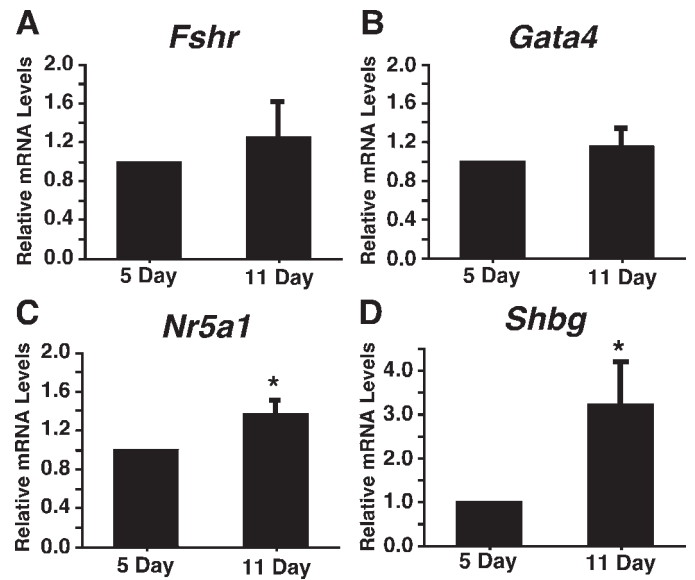 A
Fshr
Relative mRNA Levels
2.0
1.6
1.2
0.8
0.4
0.0
5 Day
11 Day
B
Gata4
Relative mRNA Levels
2.0
1.6
1.2
0.8
0.4
0.0
5 Day
11 Day
C
Nr5a1
Relative mRNA Levels
2.0
1.6
1.2
0.8
0.4
0.0
*
5 Day
11 Day
D
Shbg
Relative mRNA Levels
4.0
3.0
2.0
1.0
0.0
*
5 Day
11 Day